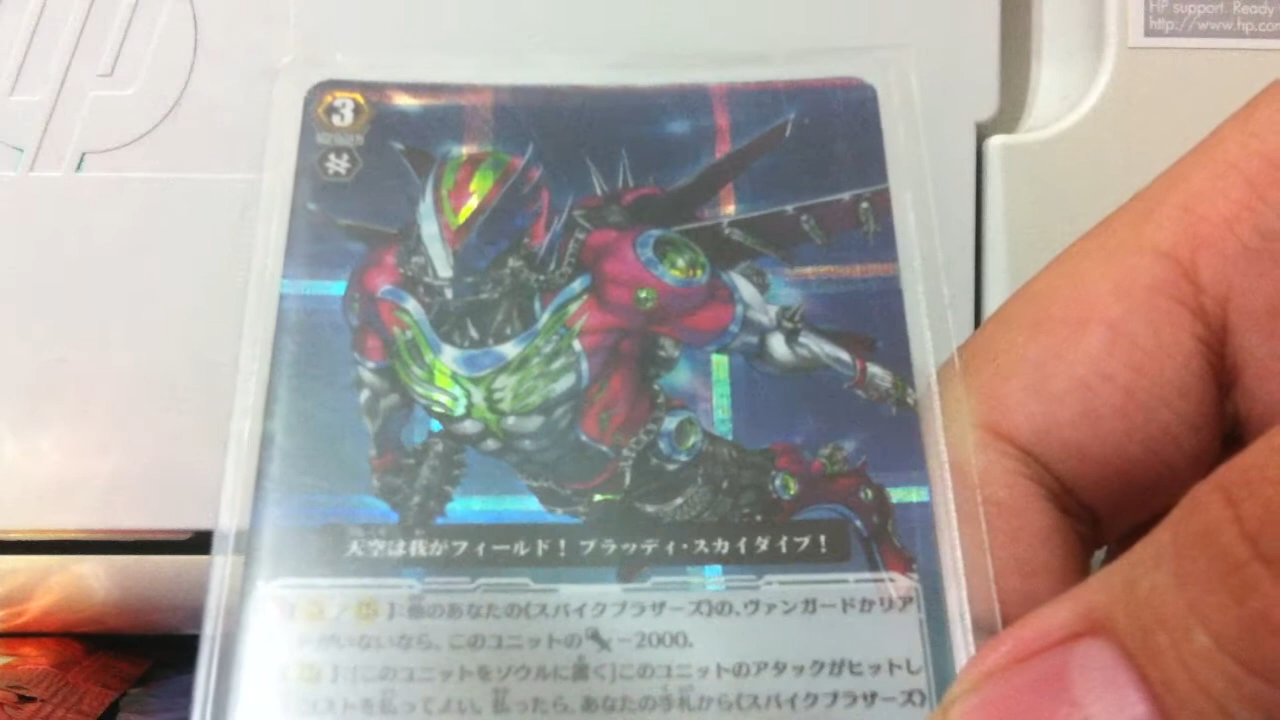 hp
HP support. Ready
http://www.hp.com
3
天空は我がフィールド! ブラッディ・スカイダイブ!
】:他のあなたの《スパイクブラザーズ》の、ヴァンガードかリア
がいないなら、このユニットの -2000。
】:[このユニットをソウルに置く]このユニットのアタックがヒットし
コストを払ってよい。払ったら、あなたの手札から《スパイクブラザーズ》